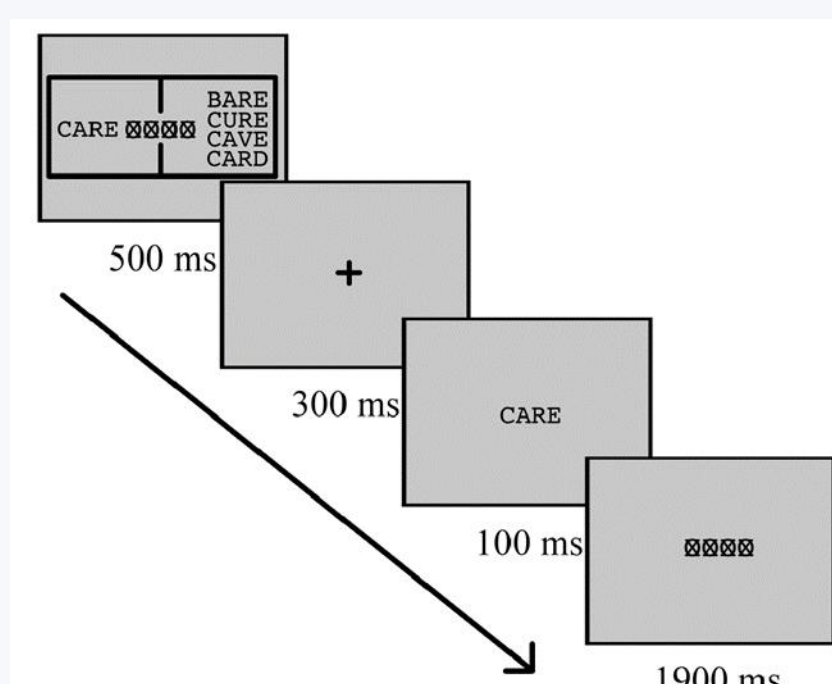 CARE ☒☒☒☒
BARE
CURE
CAVE
CARD
500 ms
+
300 ms
CARE
100 ms
☒☒☒☒
1900 ms